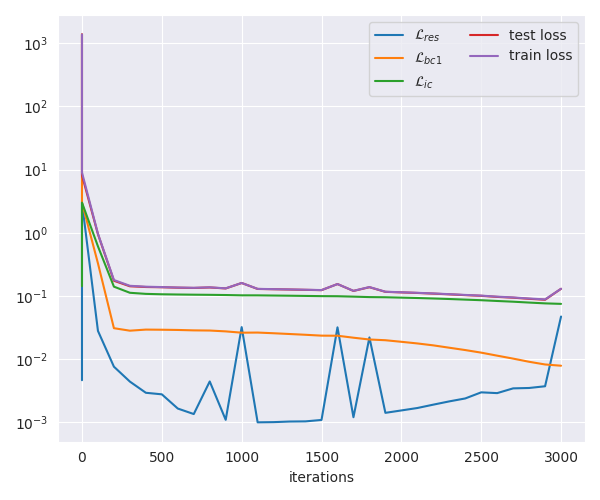 10³
10²
10¹
10⁰
10⁻¹
10⁻²
10⁻³
ℒ_res
ℒ_bc1
ℒ_ic
test loss
train loss
0 500 1000 1500 2000 2500 3000
iterations